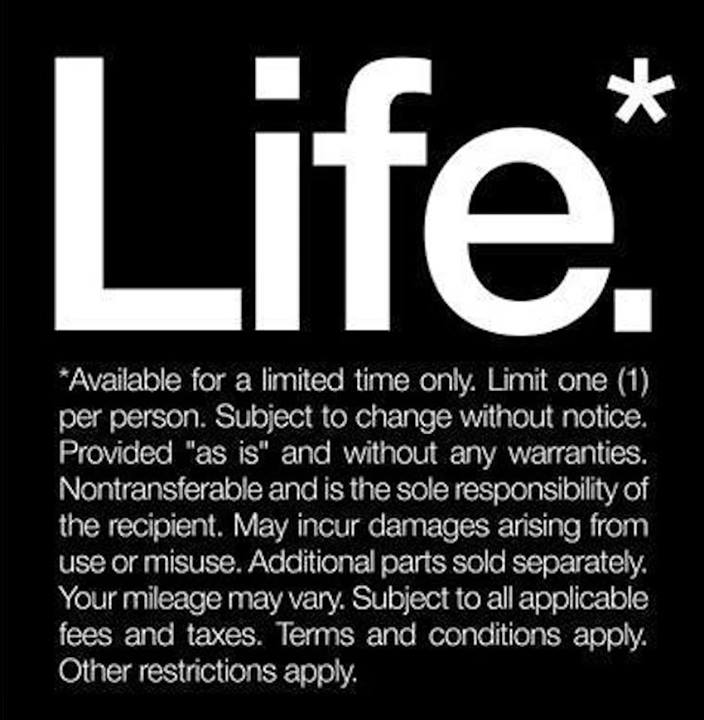 Life.*
*Available for a limited time only. Limit one (1)
per person. Subject to change without notice.
Provided "as is" and without any warranties.
Nontransferable and is the sole responsibility of
the recipient. May incur damages arising from
use or misuse. Additional parts sold separately.
Your mileage may vary. Subject to all applicable
fees and taxes. Terms and conditions apply.
Other restrictions apply.